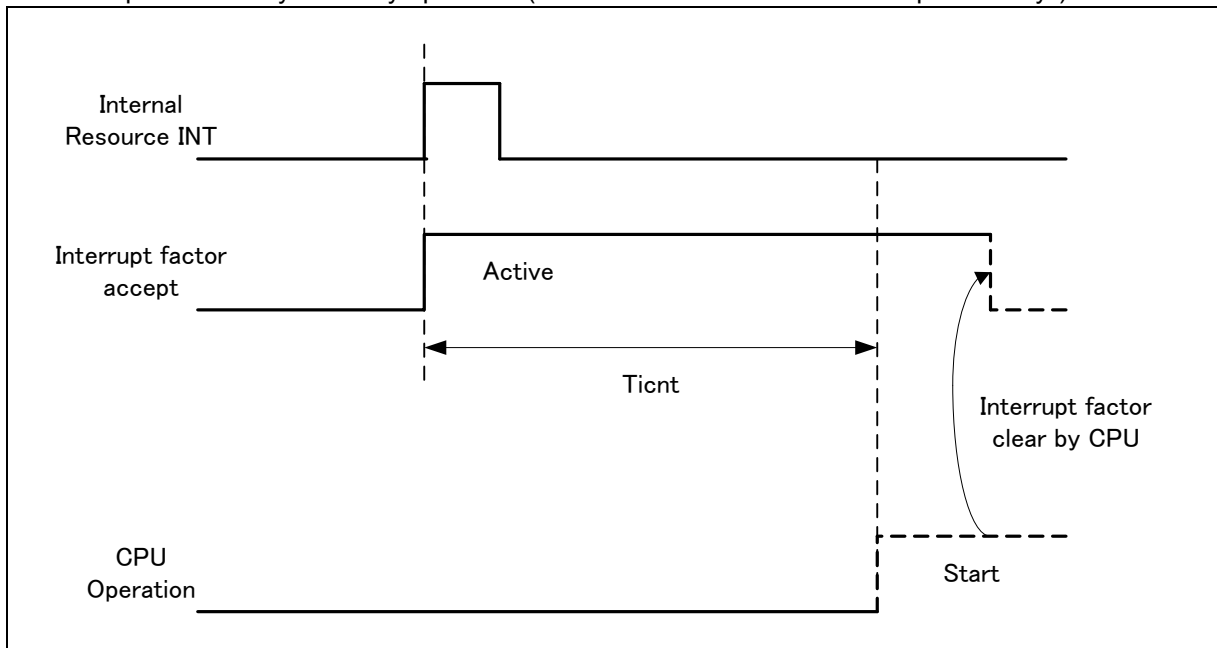 Internal
Resource INT
Interrupt factor
accept
Active
Ticnt
Interrupt factor
clear by CPU
CPU
Operation
Start